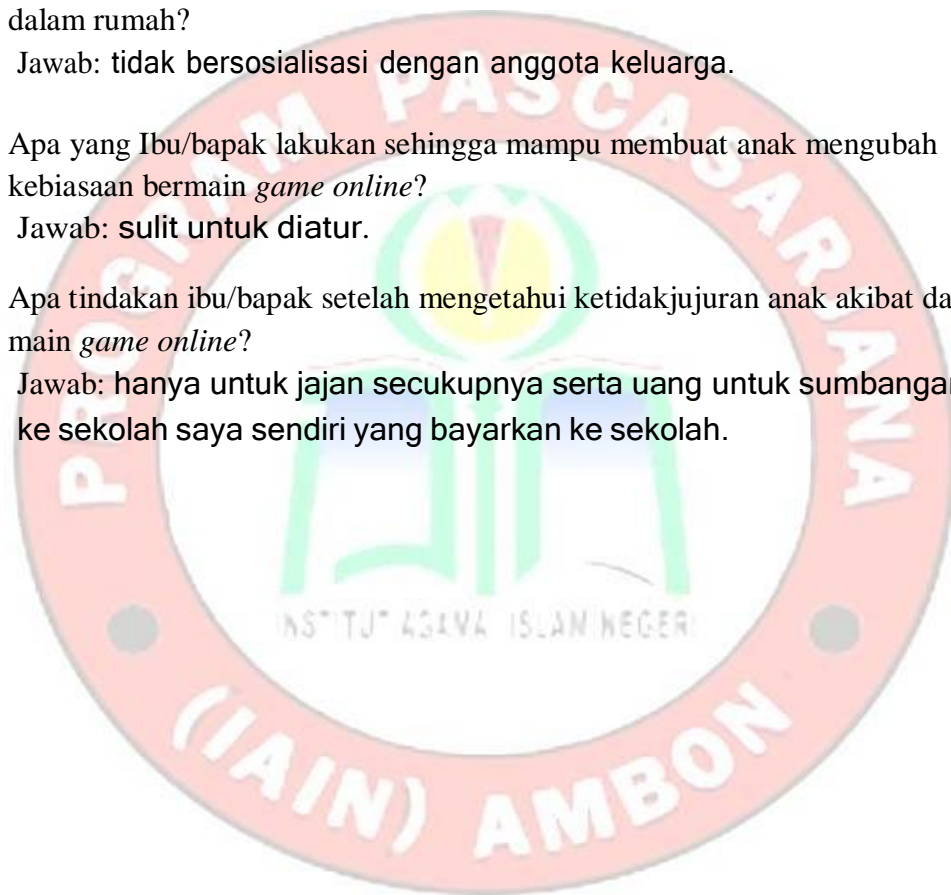 dalam rumah?
Jawab: tidak bersosialisasi dengan anggota keluarga.
Apa yang Ibu/bapak lakukan sehingga mampu membuat anak mengubah
kebiasaan bermain game online?
Jawab: sulit untuk diatur.
Apa tindakan ibu/bapak setelah mengetahui ketidakjujuran anak akibat da
main game online?
Jawab: hanya untuk jajan secukupnya serta uang untuk sumbangan
ke sekolah saya sendiri yang bayarkan ke sekolah.
PROGRAM PASCASARJANA
INSTITUT AGAMA ISLAM NEGERI
(IAIN) AMBON